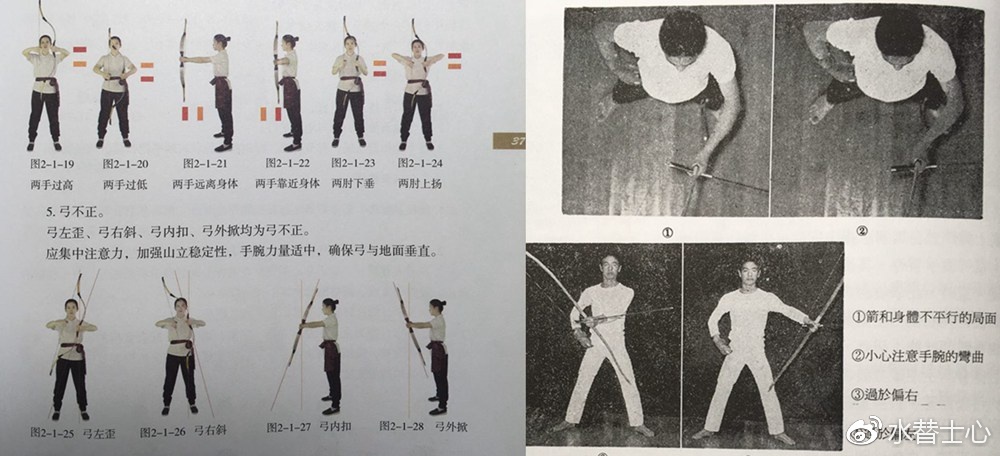 37
图2-1-19 图2-1-20 图2-1-21 图2-1-22 图2-1-23 图2-1-24
两手过高 两手过低 两手远离身体 两手靠近身体 两肘下垂 两肘上扬
5. 弓不正。
弓左歪、弓右斜、弓内扣、弓外掀均为弓不正。
应集中注意力，加强山立稳定性，手腕力量适中，确保弓与地面垂直。
图2-1-25 弓左歪 图2-1-26 弓右斜 图2-1-27 弓内扣 图2-1-28 弓外掀
① ②
①箭和身體不平行的局面
②小心注意手腕的彎曲
③過於偏右
@水替士心